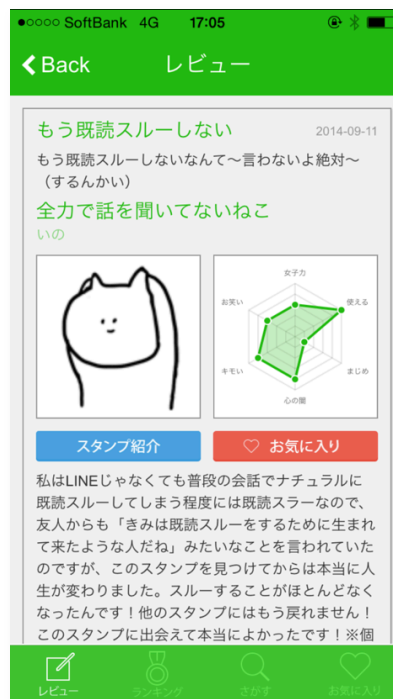 SoftBank 4G 17:05
Back レビュー
もう既読スルーしない 2014-09-11
もう既読スルーしないなんて〜言わないよ絶対〜
（するんかい）
全力で話を聞いてないねこ
いの
女子力
お笑い 使える
キモい まじめ
心の闇
スタンプ紹介 お気に入り
私はLINEじゃなくても普段の会話でナチュラルに
既読スルーしてしまう程度には既読スラーなので、
友人からも「きみは既読スルーをするために生まれ
て来たような人だね」みたいなことを言われていた
のですが、このスタンプを見つけてからは本当に人
生が変わりました。スルーすることがほとんどなく
なったんです！他のスタンプにはもう戻れません！
このスタンプに出会えて本当によかったです！※個
レビュー ランキング さがす お気に入り